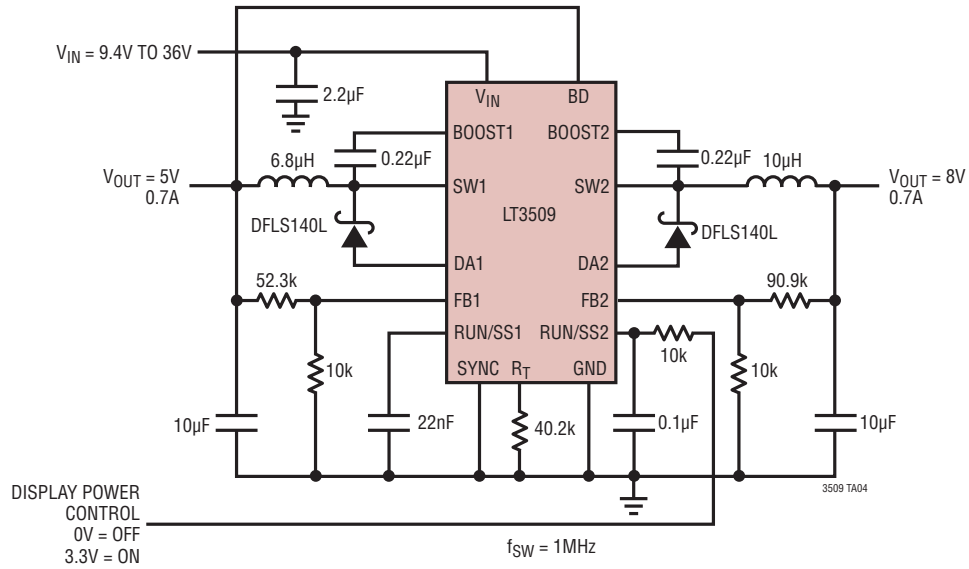 V_IN = 9.4V TO 36V
2.2µF
V_IN
BD
BOOST1
BOOST2
6.8µH
0.22µF
0.22µF
10µH
V_OUT = 5V
0.7A
SW1
SW2
V_OUT = 8V
0.7A
LT3509
DFLS140L
DFLS140L
DA1
DA2
52.3k
90.9k
FB1
FB2
RUN/SS1
RUN/SS2
10k
10k
10k
SYNC
R_T
GND
10µF
22nF
40.2k
0.1µF
10µF
3509 TA04
DISPLAY POWER
CONTROL
0V = OFF
3.3V = ON
f_SW = 1MHz